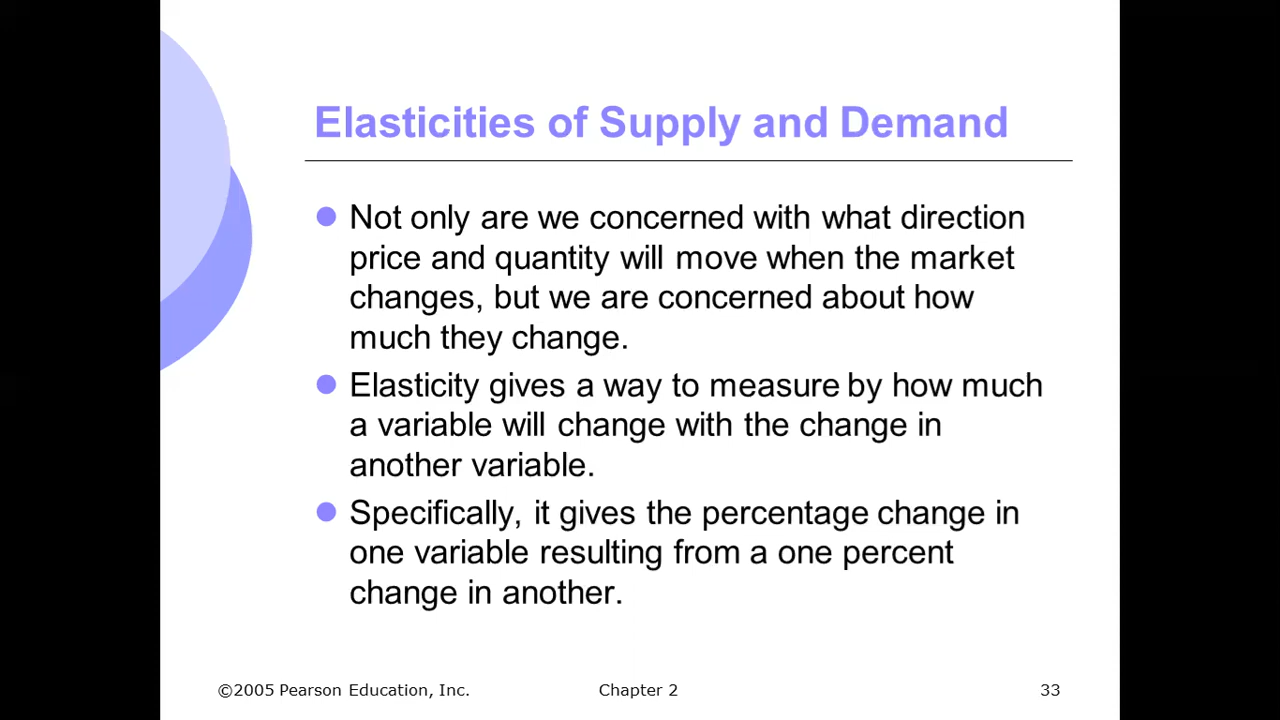 Elasticities of Supply and Demand
Not only are we concerned with what direction
price and quantity will move when the market
changes, but we are concerned about how
much they change.
Elasticity gives a way to measure by how much
a variable will change with the change in
another variable.
Specifically, it gives the percentage change in
one variable resulting from a one percent
change in another.
©2005 Pearson Education, Inc. Chapter 2 33